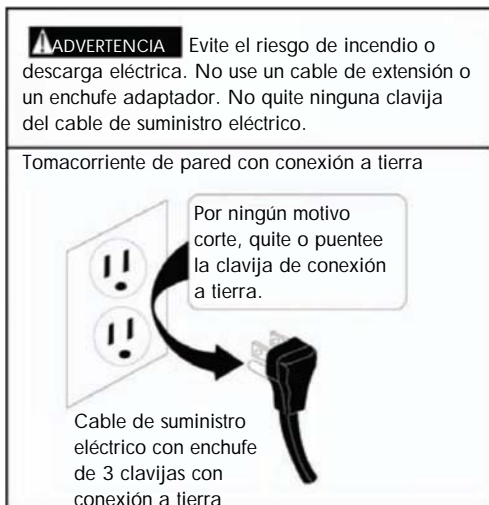 ADVERTENCIA Evite el riesgo de incendio o
descarga eléctrica. No use un cable de extensión o
un enchufe adaptador. No quite ninguna clavija
del cable de suministro eléctrico.
Tomacorriente de pared con conexión a tierra
Por ningún motivo
corte, quite o puentee
la clavija de conexión
a tierra.
Cable de suministro
eléctrico con enchufe
de 3 clavijas con
conexión a tierra